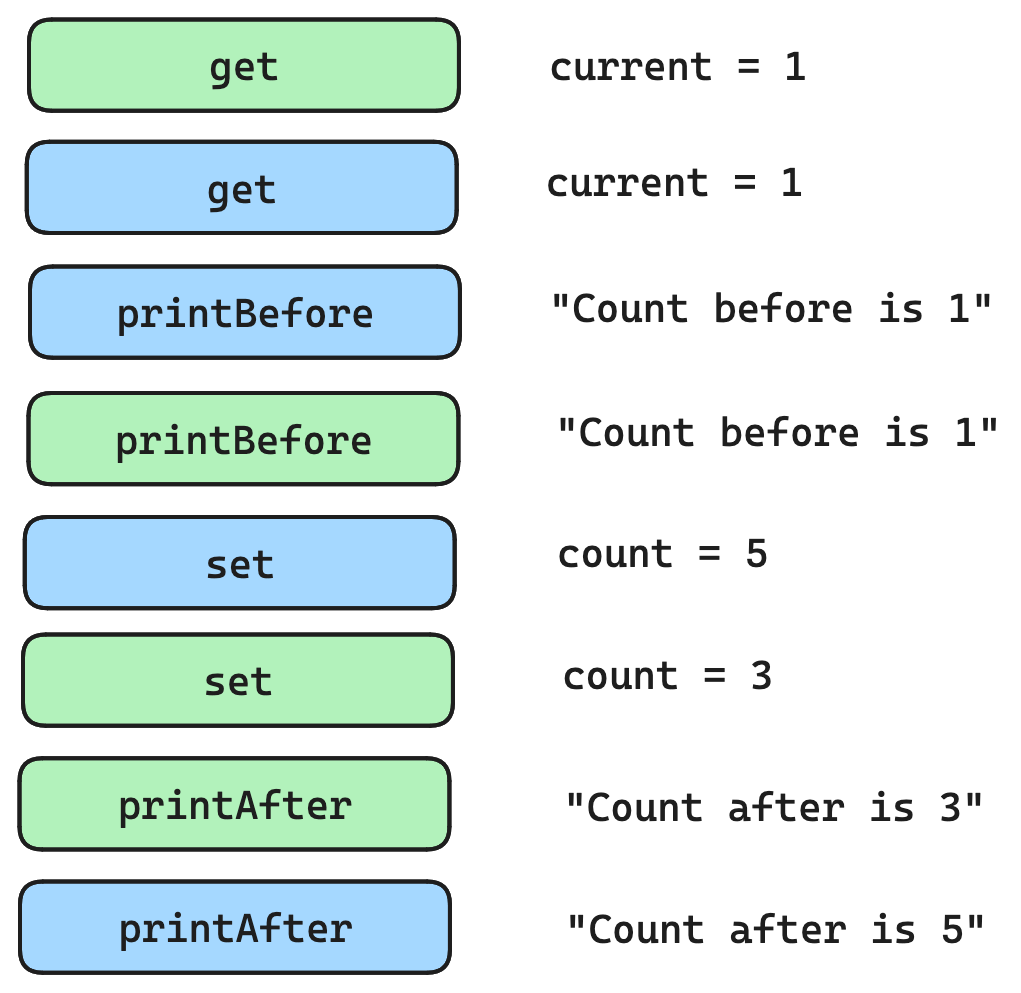 get current = 1
get current = 1
printBefore "Count before is 1"
printBefore "Count before is 1"
set count = 5
set count = 3
printAfter "Count after is 3"
printAfter "Count after is 5"